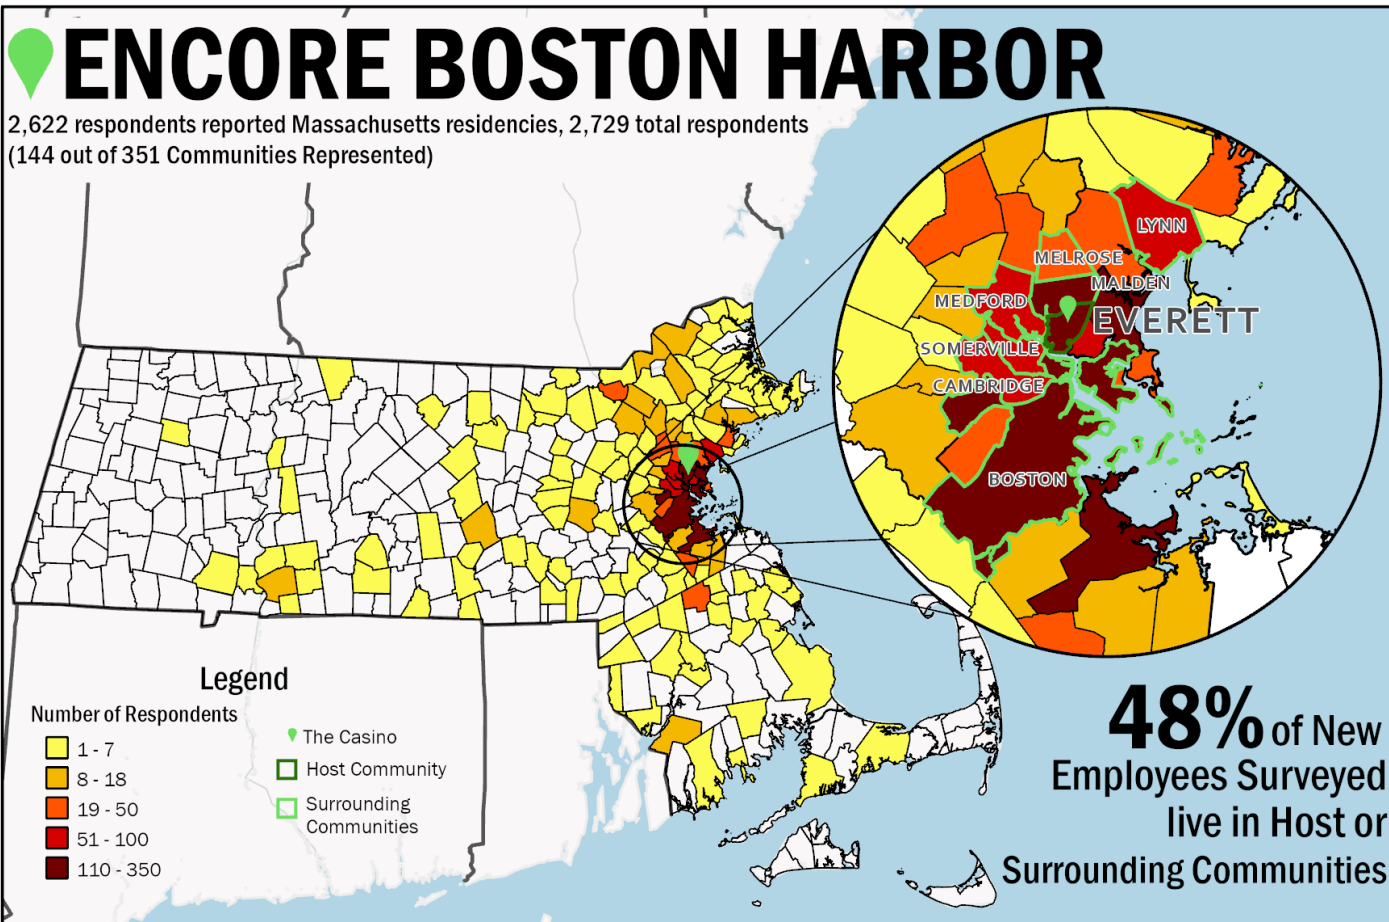 ENCORE BOSTON HARBOR
2,622 respondents reported Massachusetts residencies, 2,729 total respondents
(144 out of 351 Communities Represented)
LYNN
MELROSE
MALDEN
MEDFORD
EVERETT
SOMERVILLE
CAMBRIDGE
BOSTON
Legend
Number of Respondents
1 - 7
8 - 18
19 - 50
51 - 100
110 - 350
The Casino
Host Community
Surrounding
Communities
48% of New
Employees Surveyed
live in Host or
Surrounding Communities